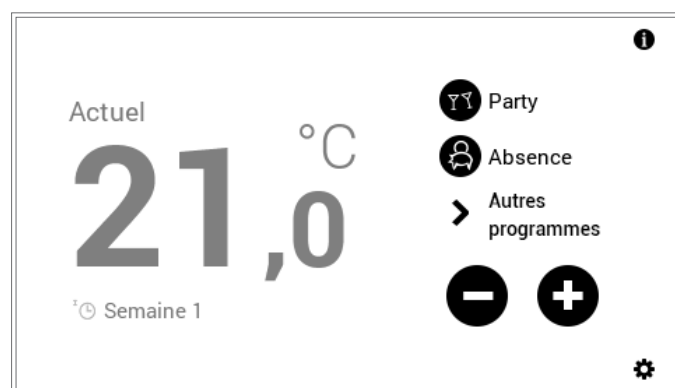 Actuel
21,0 °C
Semaine 1
Party
Absence
Autres
programmes